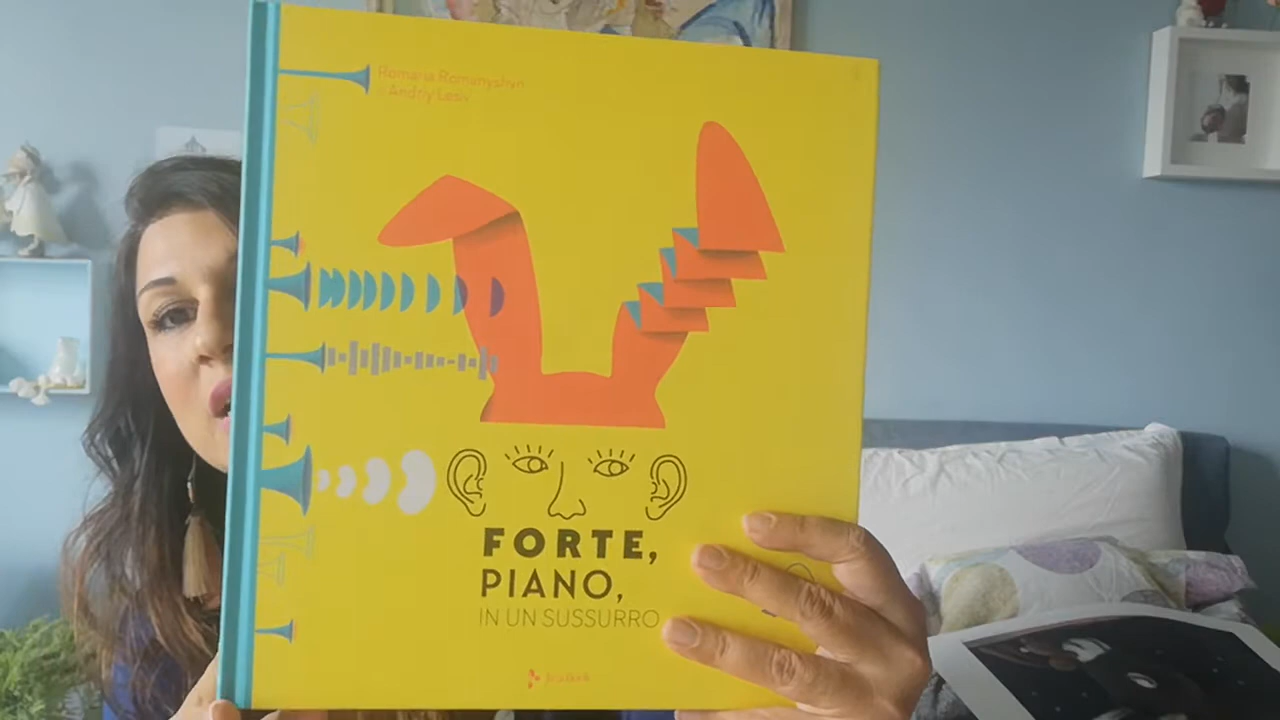 Romana Romanyshyn
Andriy Lesiv
FORTE,
PIANO,
IN UN SUSSURRO